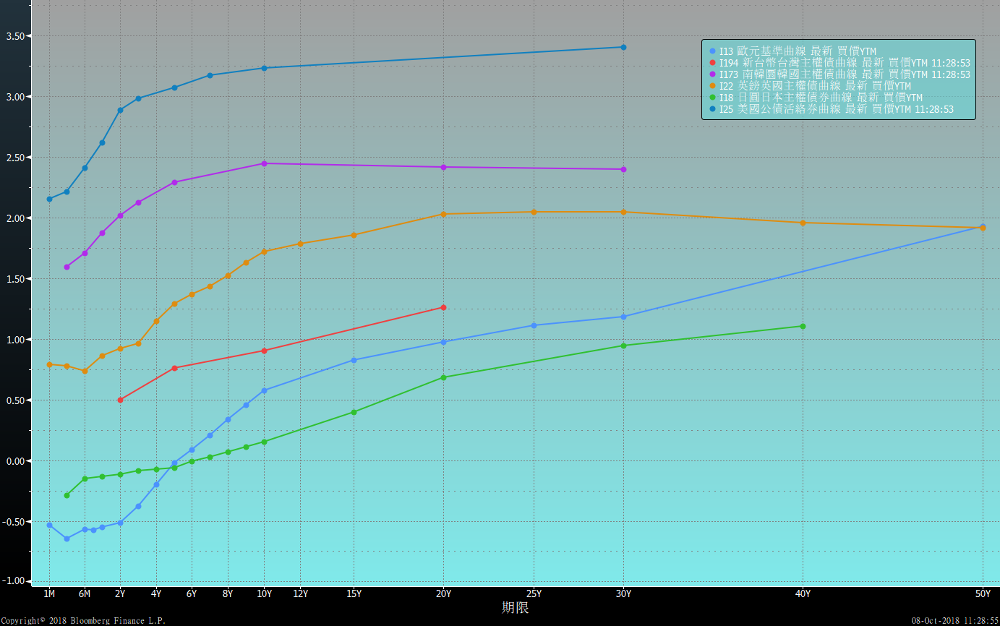 3.50
3.00
2.50
2.00
1.50
1.00
0.50
0.00
-0.50
-1.00
I13 歐元基準曲線 最新 買價YTM
I194 新台幣台灣主權債曲線 最新 買價YTM 11:28:53
I173 南韓圜韓國主權債曲線 最新 買價YTM 11:28:53
I22 英鎊英國主權債曲線 最新 買價YTM
I18 日圓日本主權債券曲線 最新 買價YTM
I25 美國公債活絡券曲線 最新 買價YTM 11:28:53
1M 6M 2Y 4Y 6Y 8Y 10Y 12Y 15Y 20Y 25Y 30Y 40Y 50Y
期限
Copyright© 2018 Bloomberg Finance L.P. 08-Oct-2018 11:28:55